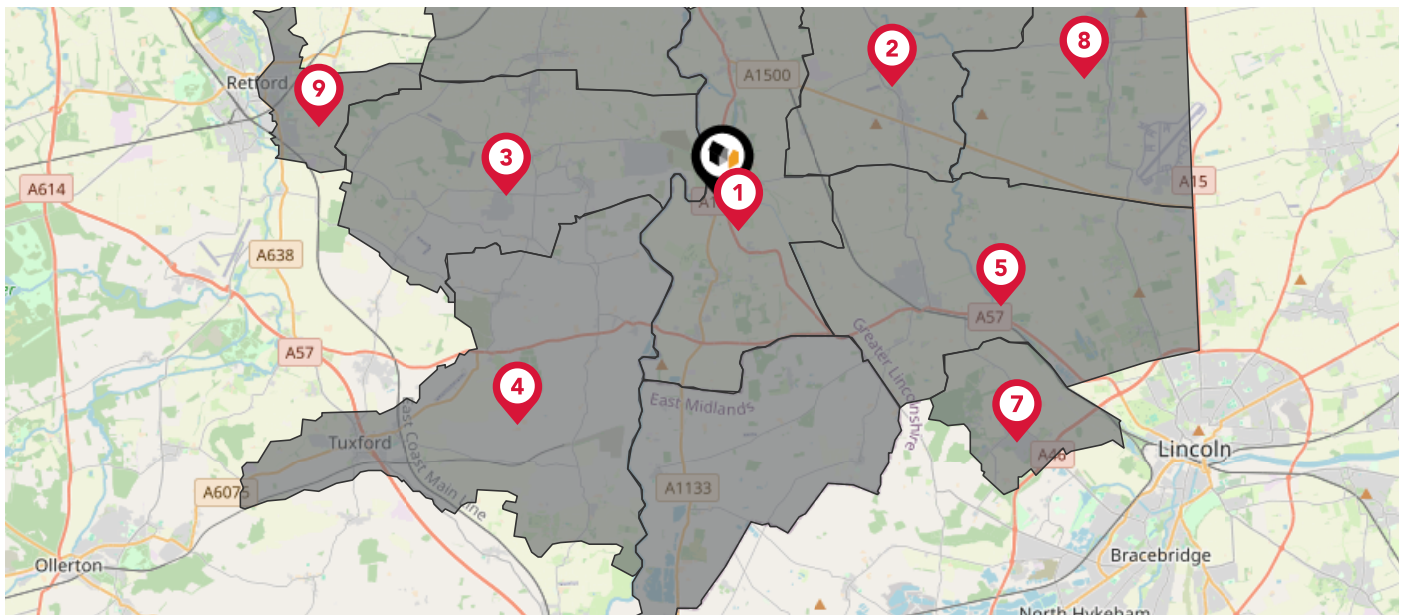 8
2
A1500
Retford
9
3
A15
A614
1
A1
A638
5
A57
A57
Greater Lincolnshire
4
East Midlands
7
East Coast Main Line
Tuxford
A46
Lincoln
A6075
A1133
Bracebridge
Ollerton
North Hykeham